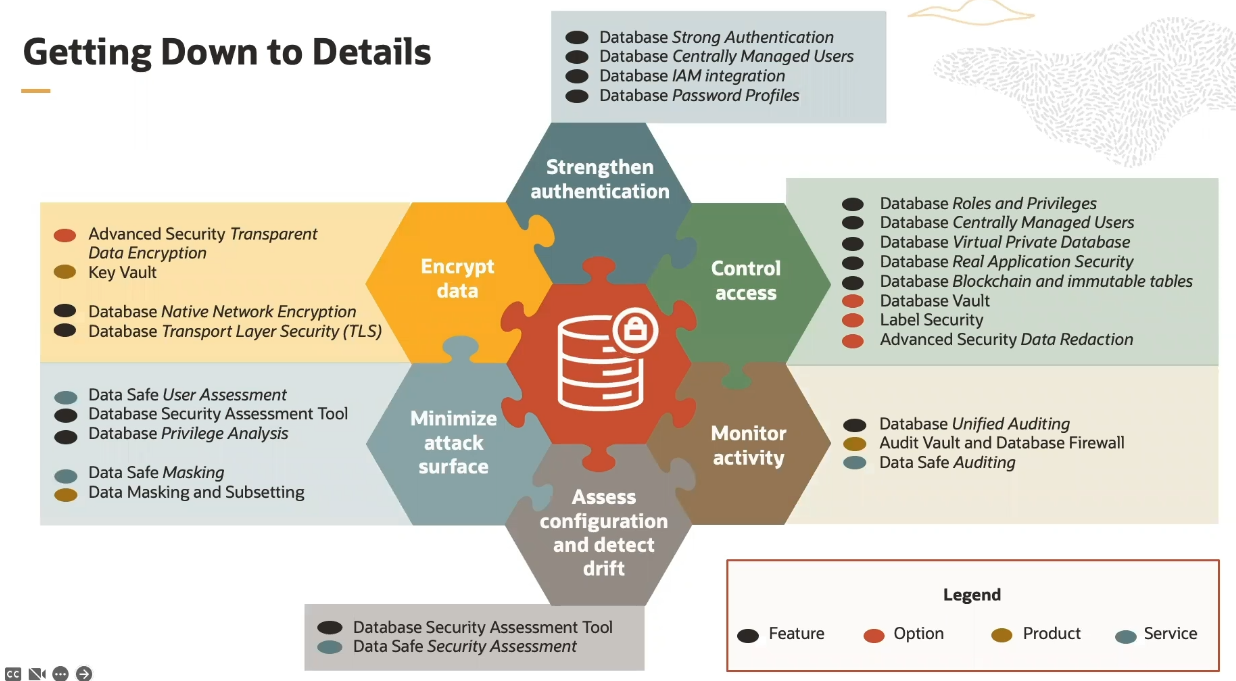 Getting Down to Details
Database Strong Authentication
Database Centrally Managed Users
Database IAM integration
Database Password Profiles
Strengthen
authentication
Advanced Security Transparent
Data Encryption
Key Vault
Database Native Network Encryption
Database Transport Layer Security (TLS)
Encrypt
data
Control
access
Database Roles and Privileges
Database Centrally Managed Users
Database Virtual Private Database
Database Real Application Security
Database Blockchain and immutable tables
Database Vault
Label Security
Advanced Security Data Redaction
Data Safe User Assessment
Database Security Assessment Tool
Database Privilege Analysis
Data Safe Masking
Data Masking and Subsetting
Minimize
attack
surface
Monitor
activity
Database Unified Auditing
Audit Vault and Database Firewall
Data Safe Auditing
Assess
configuration
and detect
drift
Database Security Assessment Tool
Data Safe Security Assessment
Legend
Feature
Option
Product
Service
CC